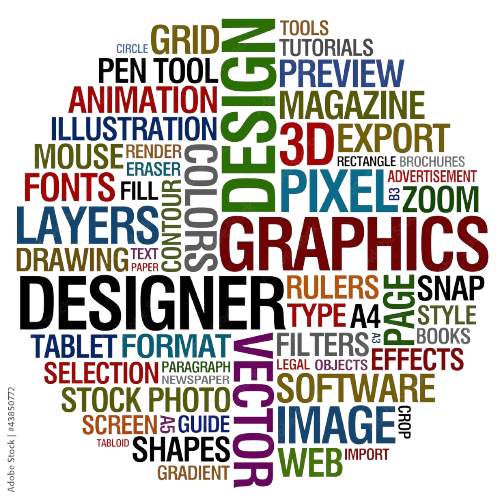 CIRCLE
GRID
TOOLS
TUTORIALS
PEN TOOL
DESIGN
PREVIEW
ANIMATION
MAGAZINE
ILLUSTRATION
3D
EXPORT
MOUSE
RENDER
ERASER
COLORS
RECTANGLE
BROCHURES
FONTS
FILL
CONTOUR
PIXEL
B3
ADVERTISEMENT
ZOOM
LAYERS
GRAPHICS
DRAWING
TEXT
PAPER
DESIGNER
RULERS
PAGE
SNAP
TYPE
A4
STYLE
TABLET
FORMAT
VECTOR
FILTERS
A3
BOOKS
SELECTION
PARAGRAPH
NEWSPAPER
LEGAL
OBJECTS
EFFECTS
STOCK PHOTO
SOFTWARE
SCREEN
A5
GUIDE
IMAGE
CROP
TABLOID
SHAPES
WEB
IMPORT
GRADIENT
Adobe Stock | #43850772